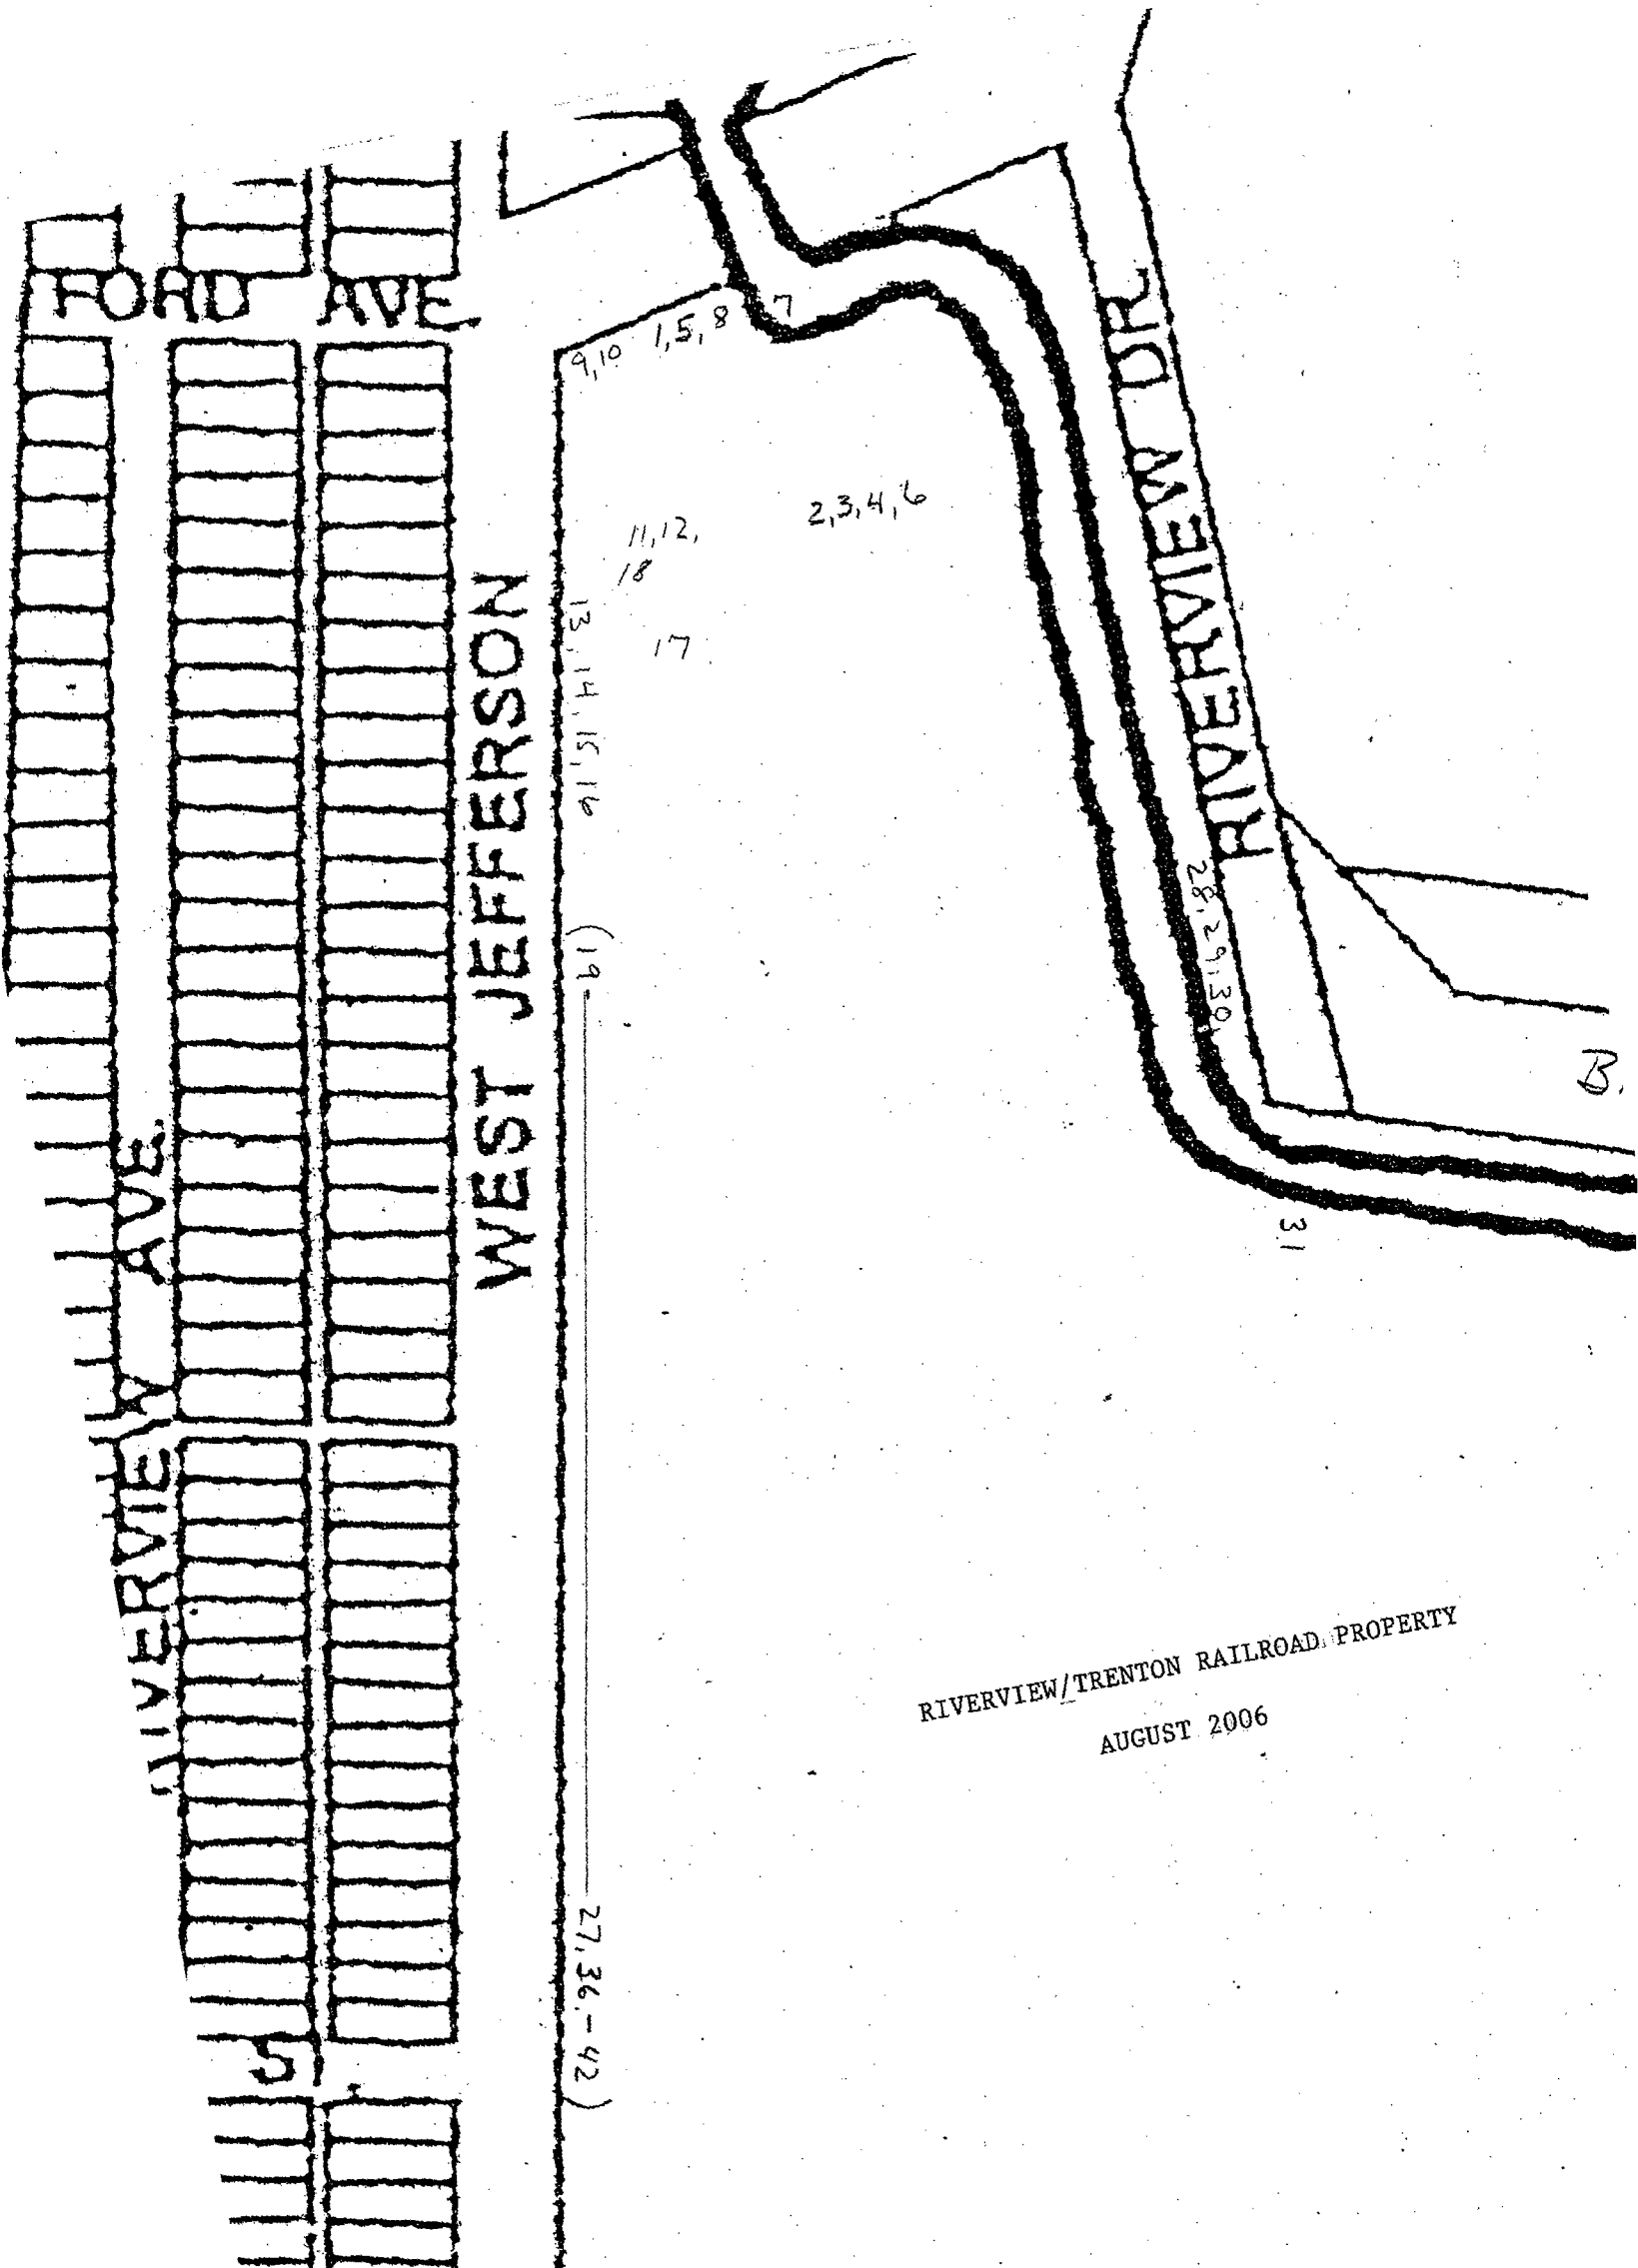 FORD AVE.
9,10
1,5,8
7
RIVERVIEW DR
2,3,4,6
11,12,
18
17
13,14,15,16
WEST JEFFERSON
(19
28,29,30,
B.
RIVERVIEW AVE.
31
RIVERVIEW/TRENTON RAILROAD PROPERTY
AUGUST 2006
27,36,-42)